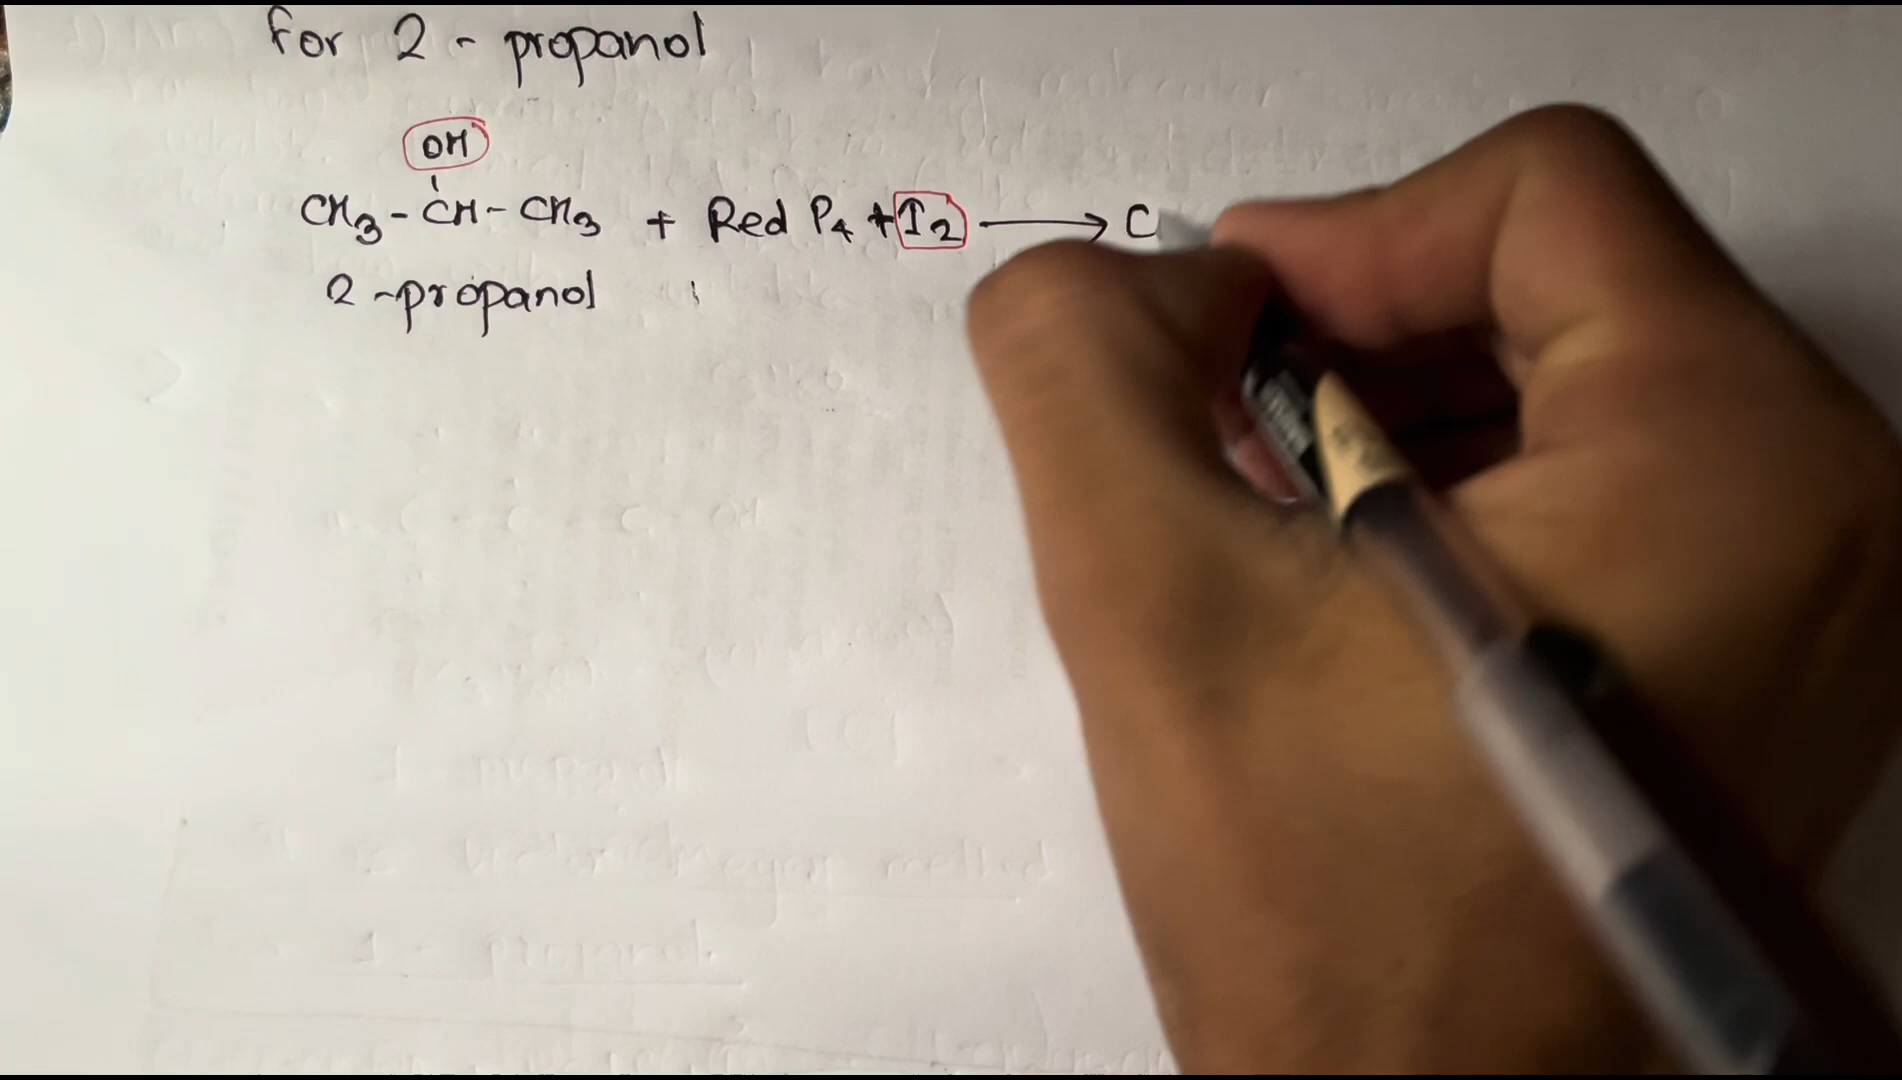 for 2 - propanol
OH
CH3 - CH - CH3 + Red P4 + I2 ⟶ C
2 - propanol